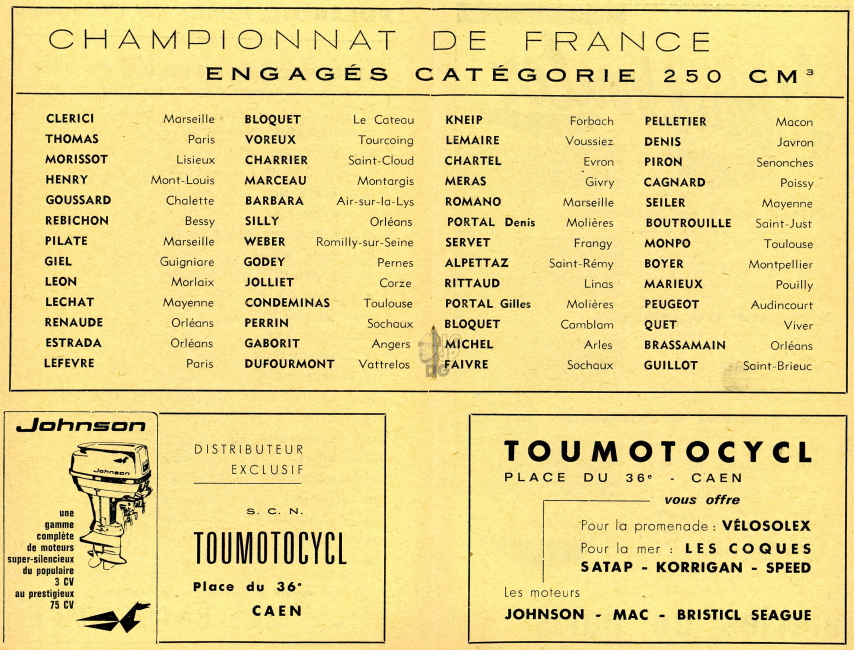 CHAMPIONNAT DE FRANCE
ENGAGÉS CATÉGORIE 250 CM³
CLERICI Marseille
THOMAS Paris
MORISSOT Lisieux
HENRY Mont-Louis
GOUSSARD Chalette
REBICHON Bessy
PILATE Marseille
GIEL Guigniare
LEON Morlaix
LECHAT Mayenne
RENAUDE Orléans
ESTRADA Orléans
LEFEVRE Paris
BLOQUET Le Cateau
VOREUX Tourcoing
CHARRIER Saint-Cloud
MARCEAU Montargis
BARBARA Air-sur-la-Lys
SILLY Orléans
WEBER Romilly-sur-Seine
GODEY Pernes
JOLLIET Corze
CONDEMINAS Toulouse
PERRIN Sochaux
GABORIT Angers
DUFOURMONT Vattrelos
KNEIP Forbach
LEMAIRE Voussiez
CHARTEL Evron
MERAS Givry
ROMANO Marseille
PORTAL Denis Molières
SERVET Frangy
ALPETTAZ Saint-Rémy
RITTAUD Linas
PORTAL Gilles Molières
BLOQUET Camblam
MICHEL Arles
FAIVRE Sochaux
PELLETIER Macon
DENIS Javron
PIRON Senonches
CAGNARD Poissy
SEILER Mayenne
BOUTROUILLE Saint-Just
MONPO Toulouse
BOYER Montpellier
MARIEUX Pouilly
PEUGEOT Audincourt
QUET Viver
BRASSAMAIN Orléans
GUILLOT Saint-Brieuc
Johnson
Johnson
une
gamme
complète
de moteurs
super-silencieux
du populaire
3 CV
au prestigieux
75 CV
DISTRIBUTEUR
EXCLUSIF
S. C. N.
TOUMOTOCYCL
Place du 36ᵉ
CAEN
TOUMOTOCYCL
PLACE DU 36ᵉ - CAEN
vous offre
Pour la promenade : VÉLOSOLEX
Pour la mer : LES COQUES
SATAP - KORRIGAN - SPEED
Les moteurs
JOHNSON - MAC - BRISTICL SEAGUE